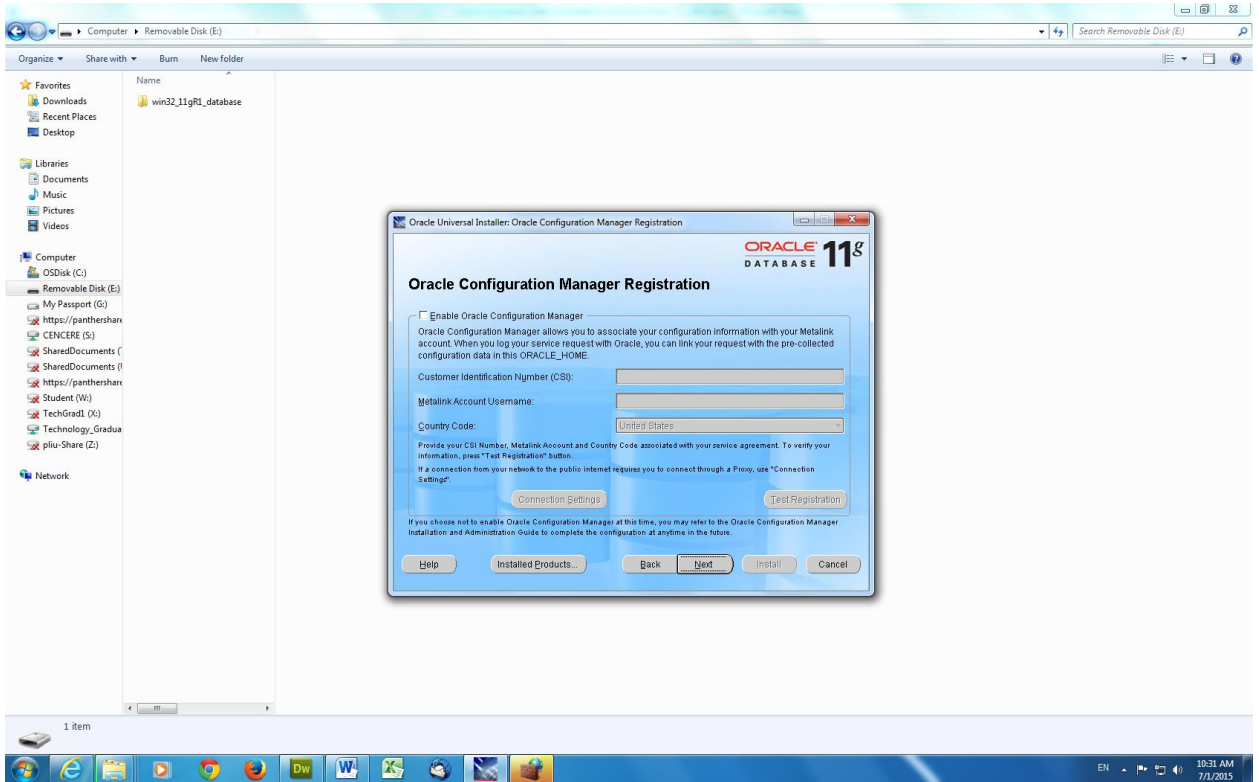 Computer ▸ Removable Disk (E:)
Search Removable Disk (E:)
Organize Share with Burn New folder
Name
win32_11gR1_database
Favorites
Downloads
Recent Places
Desktop
Libraries
Documents
Music
Pictures
Videos
Computer
OSDisk (C:)
Removable Disk (E:)
My Passport (G:)
https://panthershare
CENCERE (S:)
SharedDocuments (
SharedDocuments (
https://panthershare
Student (W:)
TechGrad1 (X:)
Technology_Gradua
pliu-Share (Z:)
Network
Oracle Universal Installer: Oracle Configuration Manager Registration
ORACLE 11g
DATABASE
Oracle Configuration Manager Registration
Enable Oracle Configuration Manager
Oracle Configuration Manager allows you to associate your configuration information with your Metalink
account. When you log your service request with Oracle, you can link your request with the pre-collected
configuration data in this ORACLE_HOME.
Customer Identification Number (CSI):
Metalink Account Username:
Country Code: United States
Provide your CSI Number, Metalink Account and Country Code associated with your service agreement. To verify your
information, press "Test Registration" button.
If a connection from your network to the public internet requires you to connect through a Proxy, use "Connection
Settings".
Connection Settings Test Registration
If you choose not to enable Oracle Configuration Manager at this time, you may refer to the Oracle Configuration Manager
Installation and Administration Guide to complete the configuration at anytime in the future.
Help Installed Products... Back Next Install Cancel
1 item
Dw
EN
10:31 AM
7/1/2015